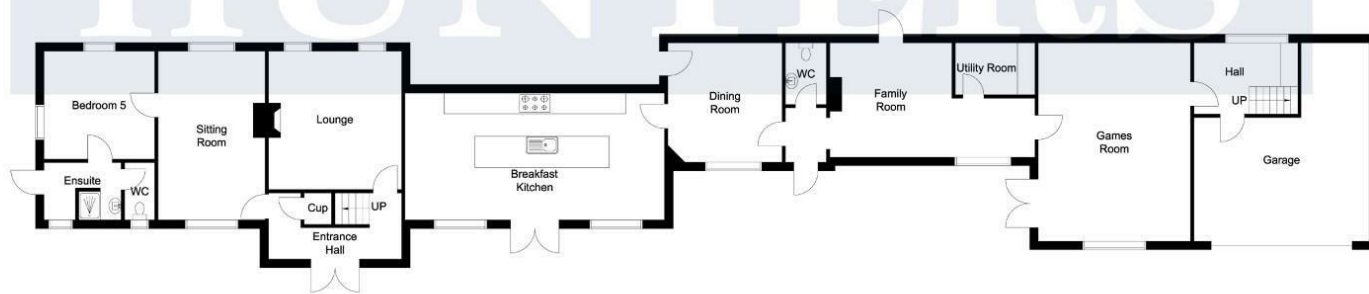 HUNTERS
Bedroom 5
Sitting
Room
Lounge
Ensuite
WC
Cup
UP
Entrance
Hall
Breakfast
Kitchen
Dining
Room
WC
Family
Room
Utility Room
Games
Room
Hall
UP
Garage